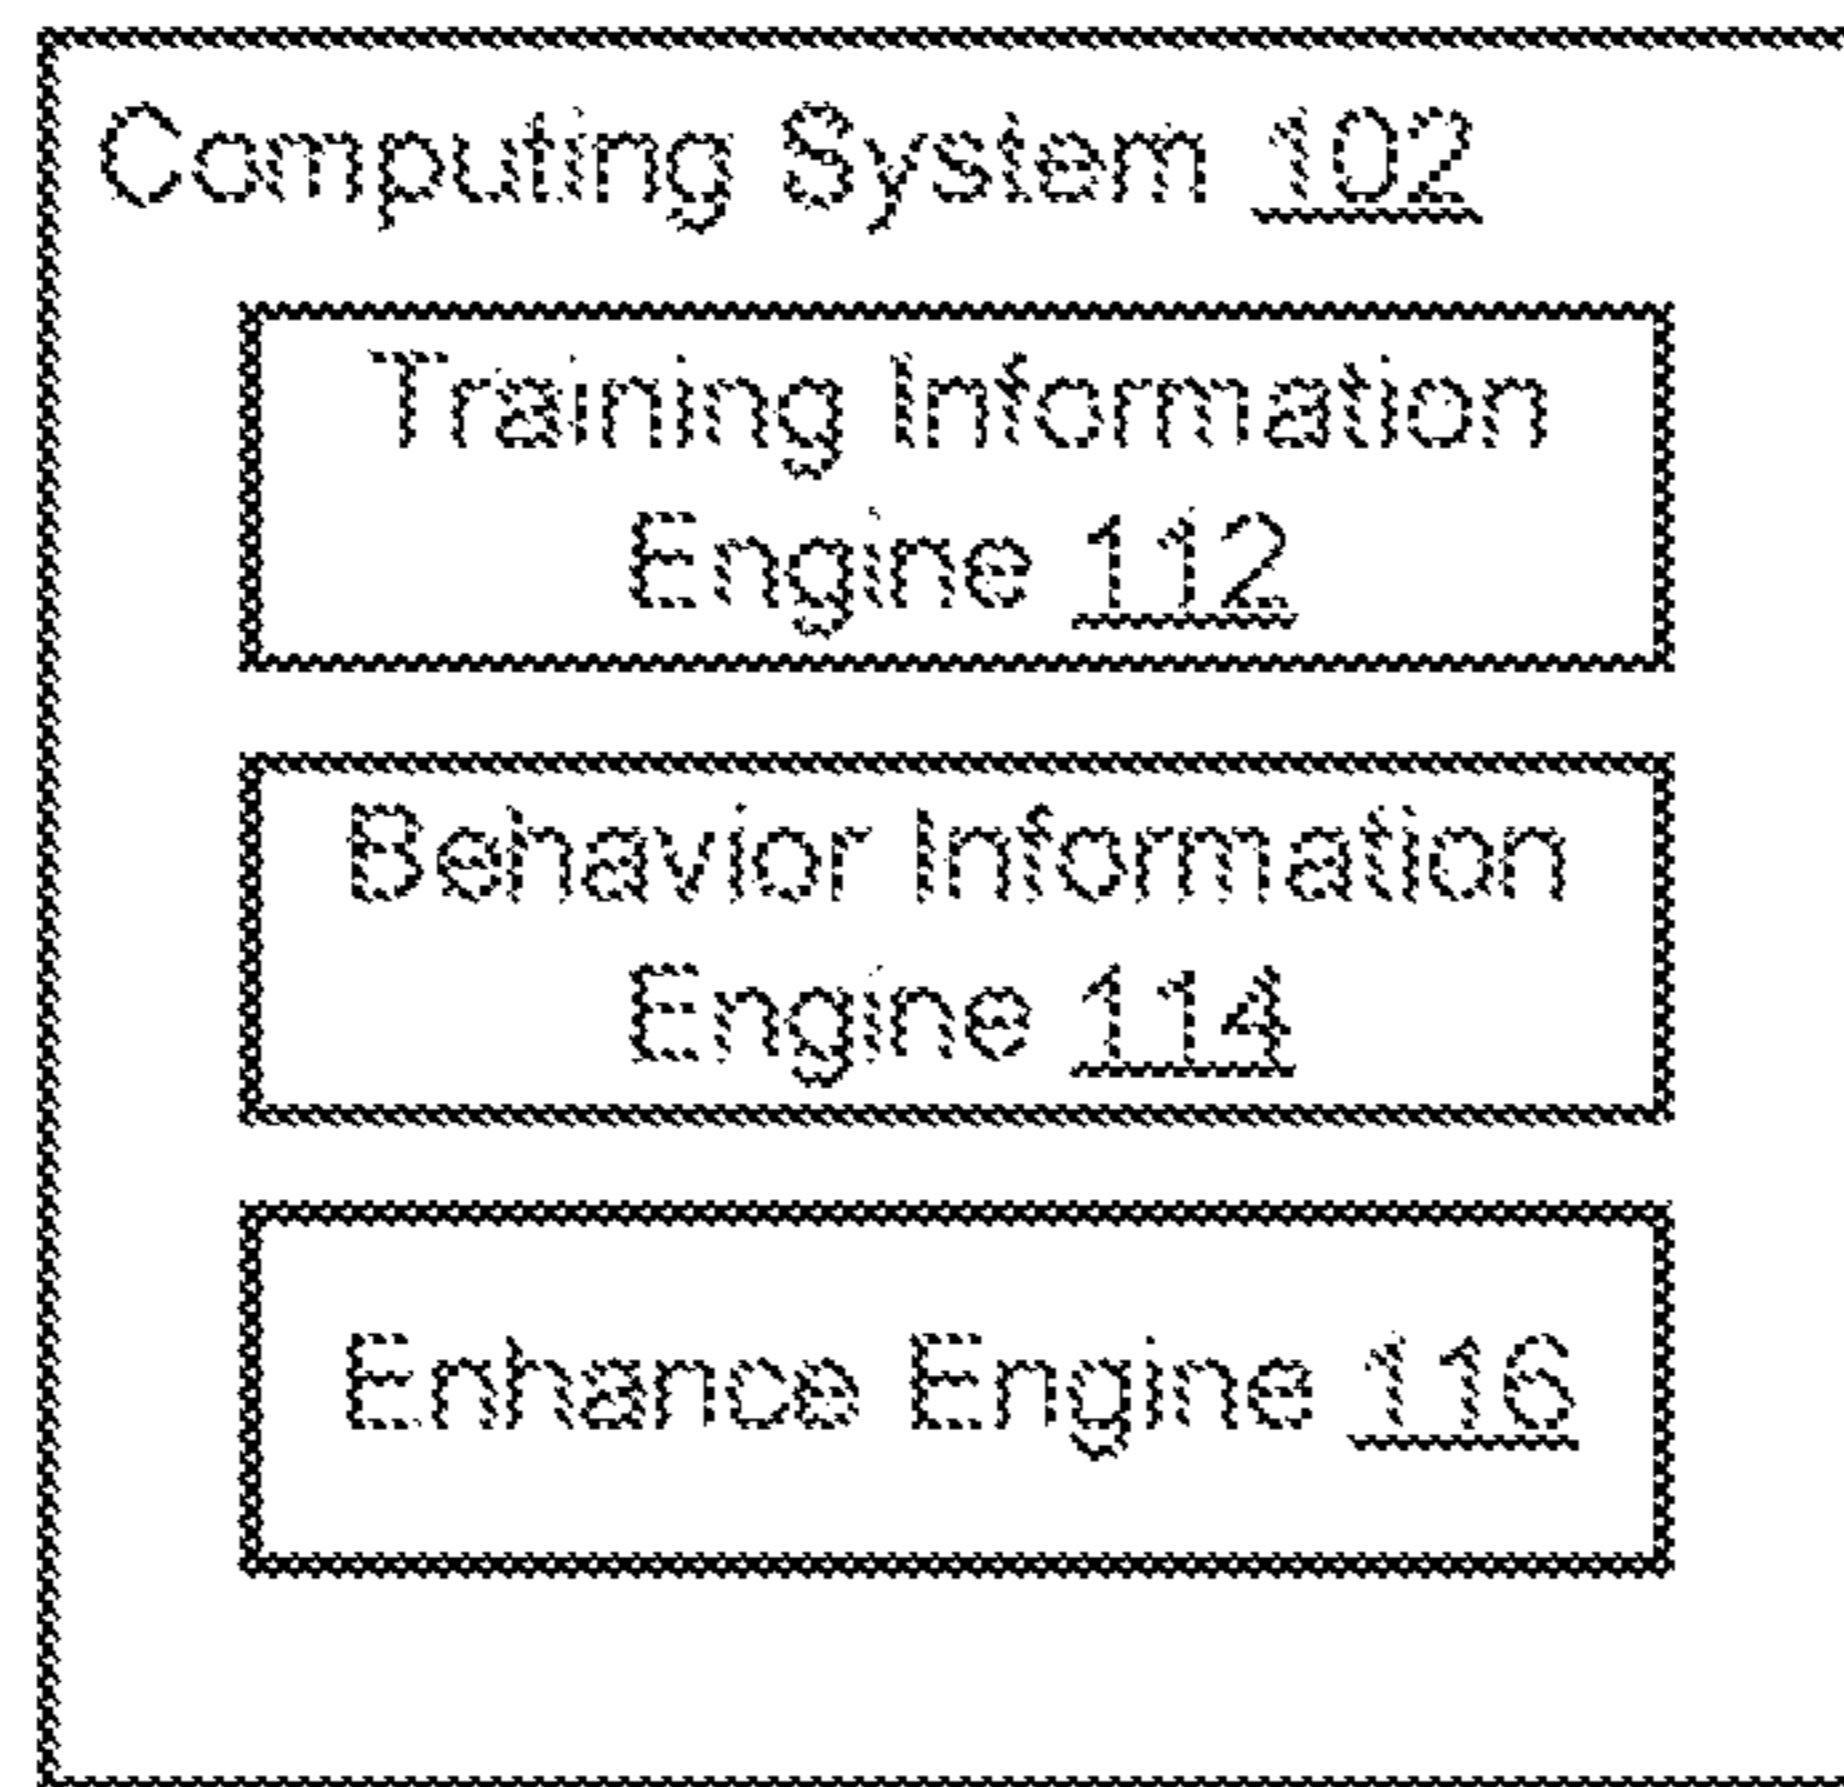 Computing System 102
Training Information
Engine 112
Behavior Information
Engine 114
Enhance Engine 116